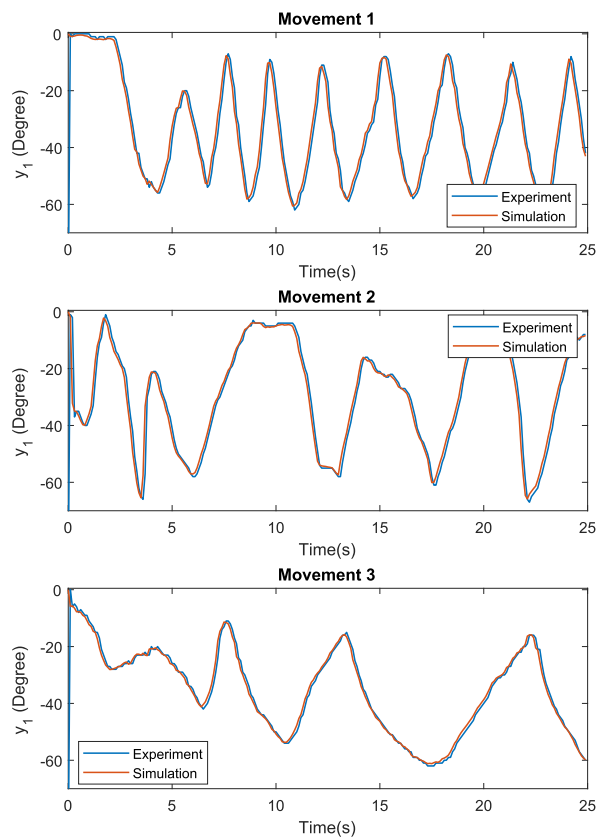 Movement 1
0
-20
-40
-60
y1 (Degree)
Experiment
Simulation
0 5 10 15 20 25
Time(s)
Movement 2
0
-20
-40
-60
y1 (Degree)
Experiment
Simulation
0 5 10 15 20 25
Time(s)
Movement 3
0
-20
-40
-60
y1 (Degree)
Experiment
Simulation
0 5 10 15 20 25
Time(s)